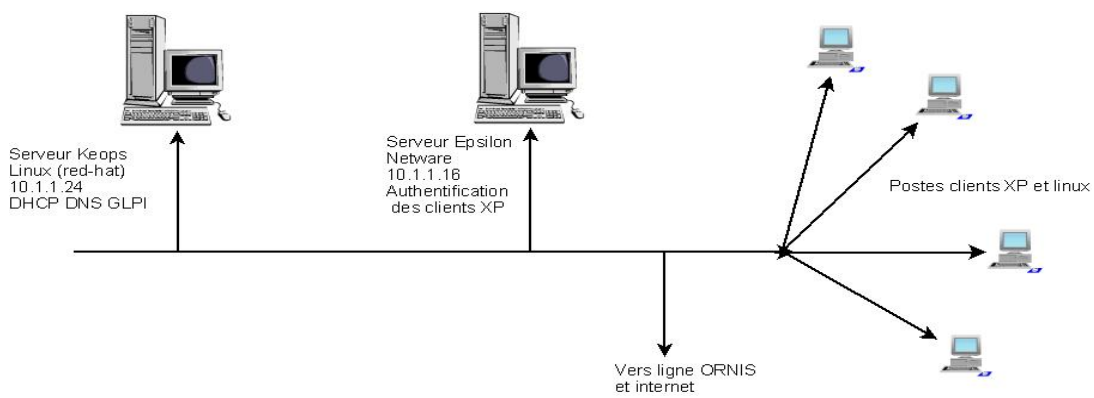 Serveur Keops
Linux (red-hat)
10.1.1.24
DHCP DNS GLPI
Serveur Epsilon
Netware
10.1.1.16
Authentification
des clients XP
Postes clients XP et linux
Vers ligne ORNIS
et internet